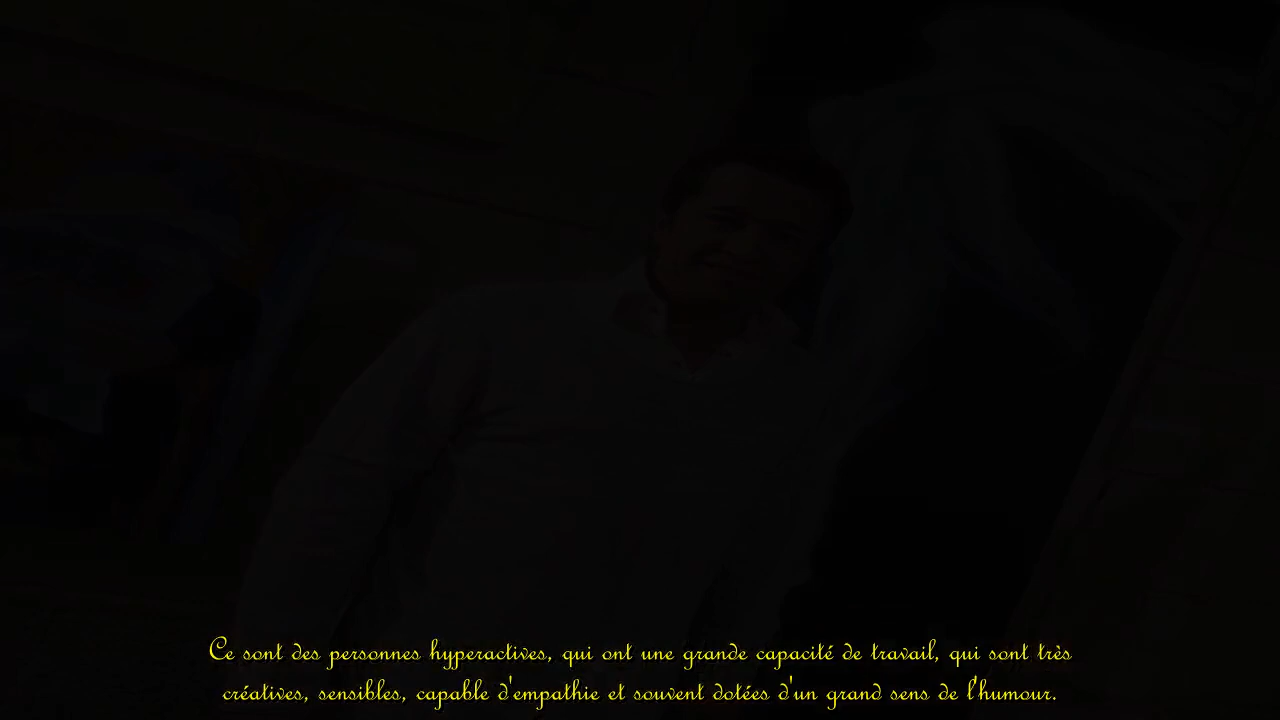 Ce sont des personnes hyperactives, qui ont une grande capacité de travail, qui sont très
créatives, sensibles, capable d'empathie et souvent dotées d'un grand sens de l'humour.